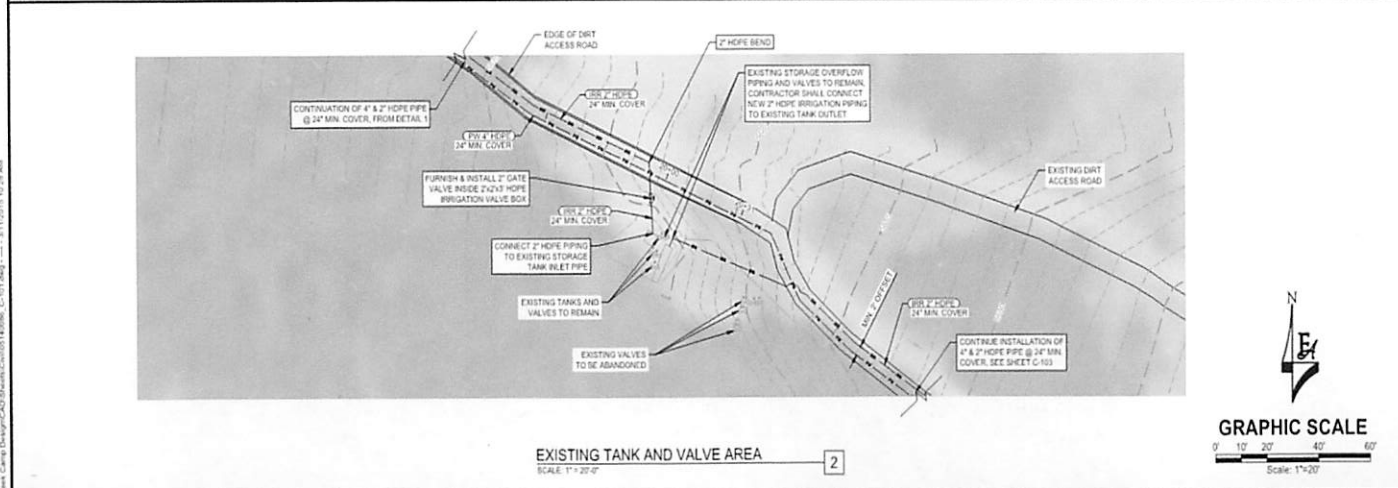 EDGE OF DIRT
ACCESS ROAD
2" HDPE BEND
EXISTING STORAGE OVERFLOW
PIPING AND VALVES TO REMAIN,
CONTRACTOR SHALL CONNECT
NEW 2" HDPE IRRIGATION PIPING
TO EXISTING TANK OUTLET
IRR 2" HDPE
24" MIN. COVER
CONTINUATION OF 4" & 2" HDPE PIPE
@ 24" MIN. COVER, FROM DETAIL 1
PW 4" HDPE
24" MIN. COVER
FURNISH & INSTALL 2" GATE
VALVE INSIDE 2'x2'x3' HDPE
IRRIGATION VALVE BOX
20+00
EXISTING DIRT
ACCESS ROAD
IRR 2" HDPE
24" MIN. COVER
CONNECT 2" HDPE PIPING
TO EXISTING STORAGE
TANK INLET PIPE
EXISTING TANKS AND
VALVES TO REMAIN
MIN. 2' OFFSET
IRR 2" HDPE
24" MIN. COVER
EXISTING VALVES
TO BE ABANDONED
CONTINUE INSTALLATION OF
4" & 2" HDPE PIPE @ 24" MIN.
COVER, SEE SHEET C-103
N
EA
GRAPHIC SCALE
0' 10' 20' 40' 60'
Scale: 1"=20'
EXISTING TANK AND VALVE AREA
2
SCALE: 1" = 20'-0"